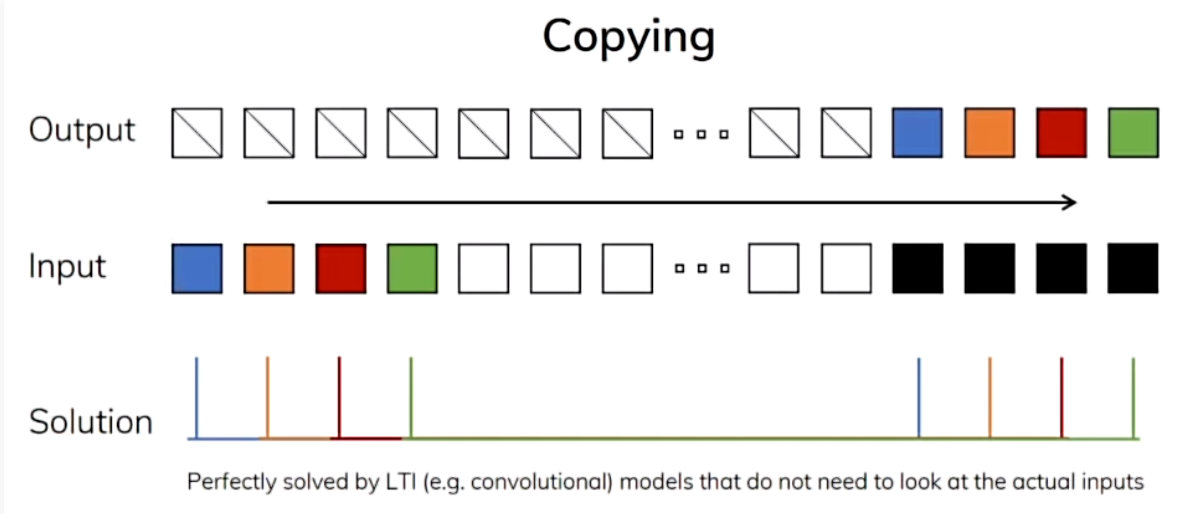 Copying
Output
Input
Solution
Perfectly solved by LTI (e.g. convolutional) models that do not need to look at the actual inputs